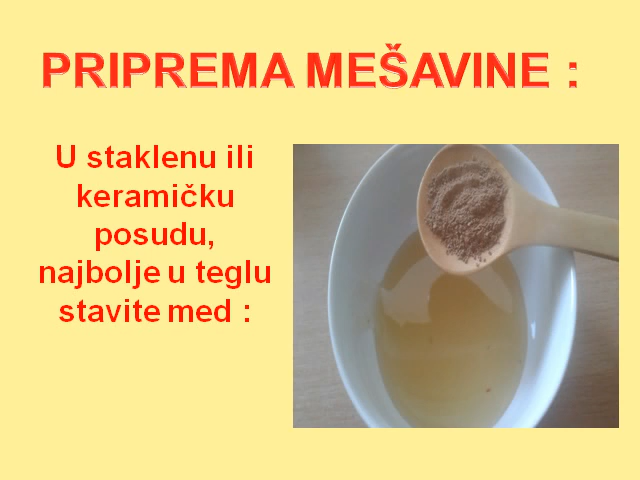 PRIPREMA MEŠAVINE :
U staklenu ili
keramičku
posudu,
najbolje u teglu
stavite med :